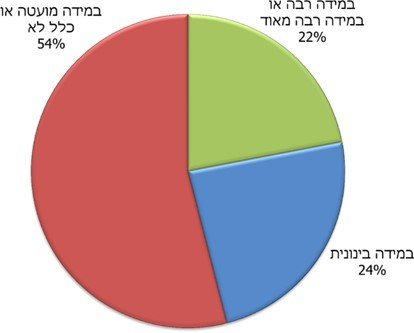 במידה רבה או
במידה רבה מאוד
22%
במידה מועטה או
כלל לא
54%
במידה בינונית
24%